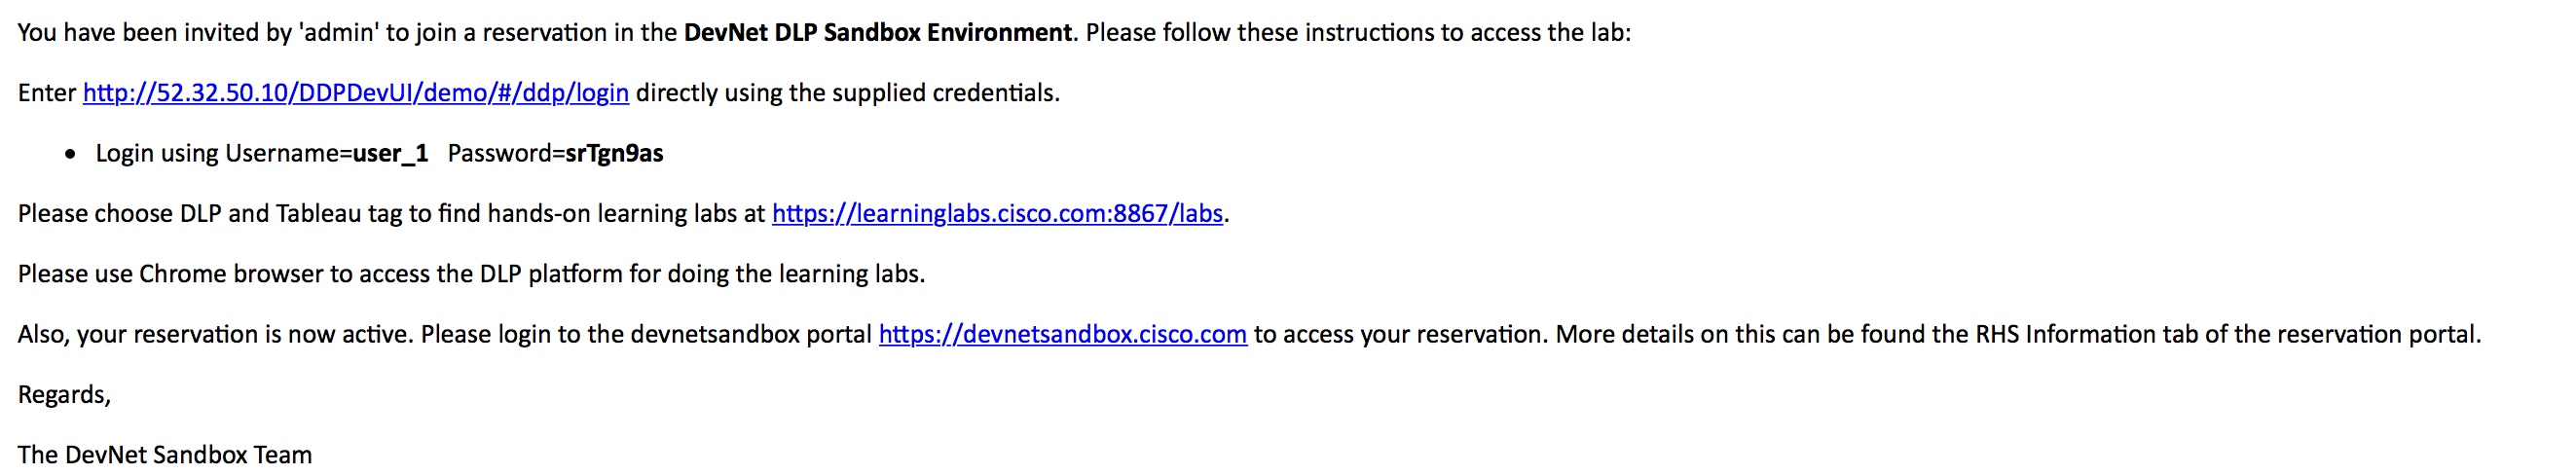 You have been invited by 'admin' to join a reservation in the DevNet DLP Sandbox Environment. Please follow these instructions to access the lab:
Enter http://52.32.50.10/DDPDevUI/demo/#/ddp/login directly using the supplied credentials.
• Login using Username=user_1 Password=srTgn9as
Please choose DLP and Tableau tag to find hands-on learning labs at https://learninglabs.cisco.com:8867/labs.
Please use Chrome browser to access the DLP platform for doing the learning labs.
Also, your reservation is now active. Please login to the devnetsandbox portal https://devnetsandbox.cisco.com to access your reservation. More details on this can be found the RHS Information tab of the reservation portal.
Regards,
The DevNet Sandbox Team